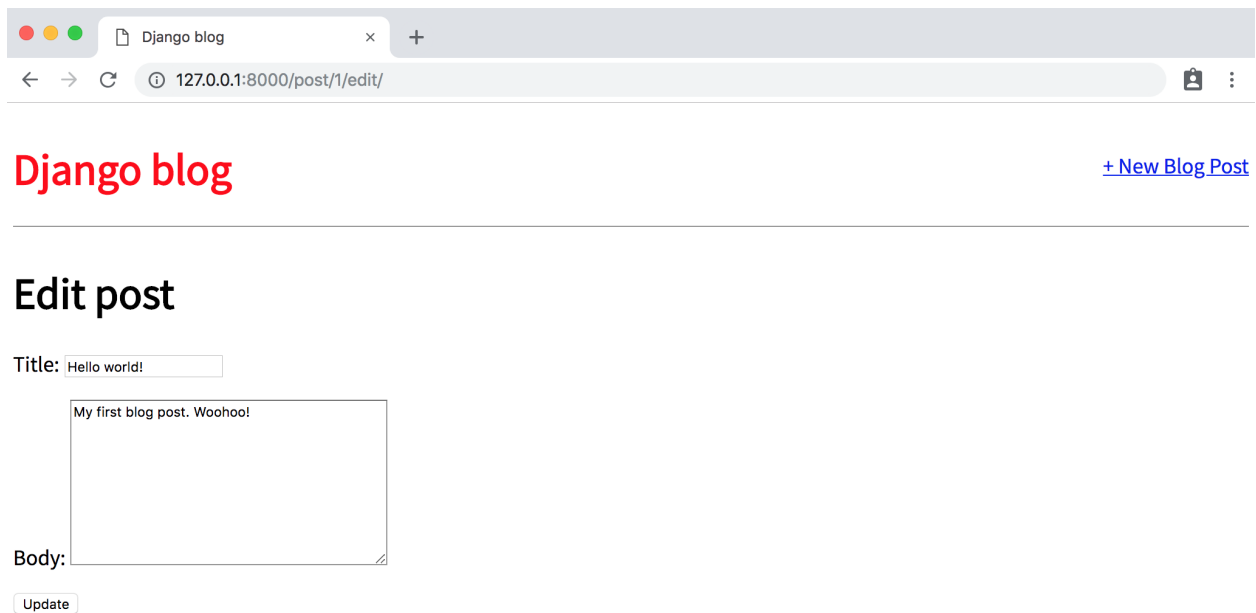 Django blog
127.0.0.1:8000/post/1/edit/
Django blog
+ New Blog Post
Edit post
Title: Hello world!
My first blog post. Woohoo!
Body:
Update